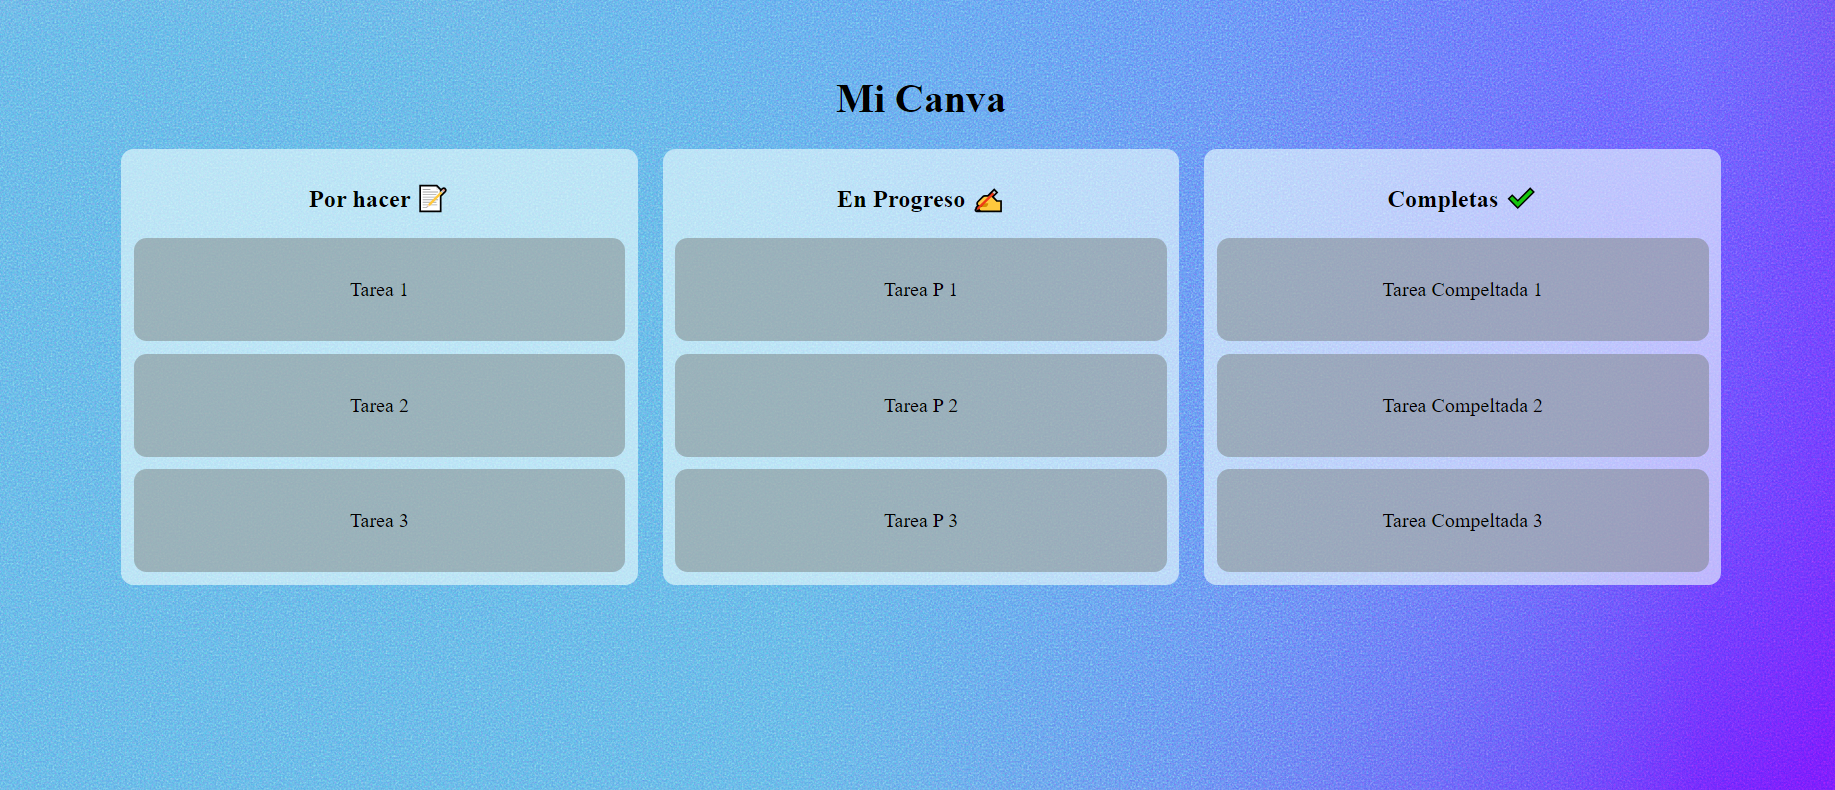 Mi Canva
Por hacer 📝
Tarea 1
Tarea 2
Tarea 3
En Progreso ✍
Tarea P 1
Tarea P 2
Tarea P 3
Completas ✔
Tarea Compeltada 1
Tarea Compeltada 2
Tarea Compeltada 3